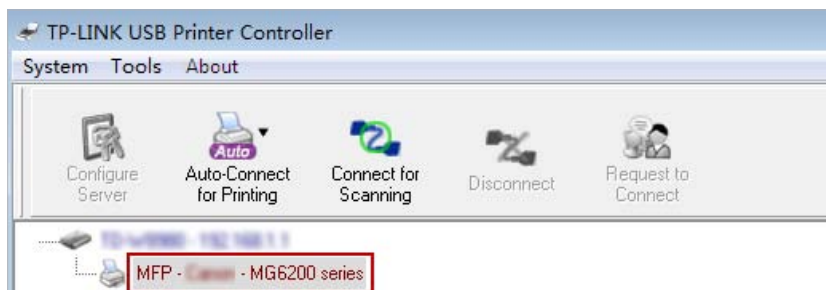 TP-LINK USB Printer Controller
System Tools About
Auto
Configure Server
Auto-Connect for Printing
Connect for Scanning
Disconnect
Request to Connect
MFP - - MG6200 series